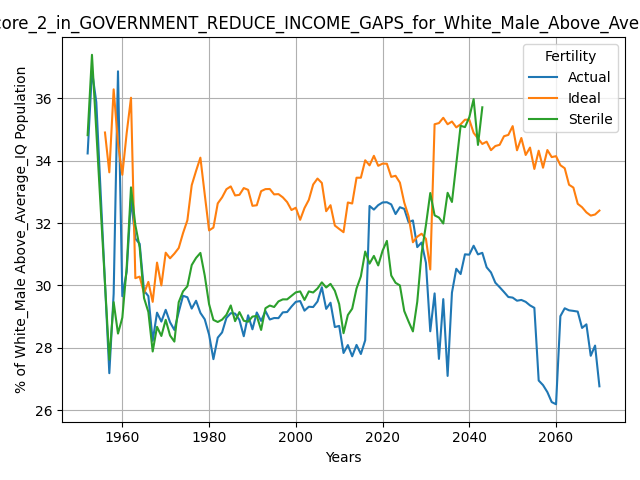 core_2_in_GOVERNMENT_REDUCE_INCOME_GAPS_for_White_Male_Above_Ave
Fertility
Actual
Ideal
Sterile
% of White_Male Above_Average_IQ Population
36
34
32
30
28
26
1960
1980
2000
2020
2040
2060
Years